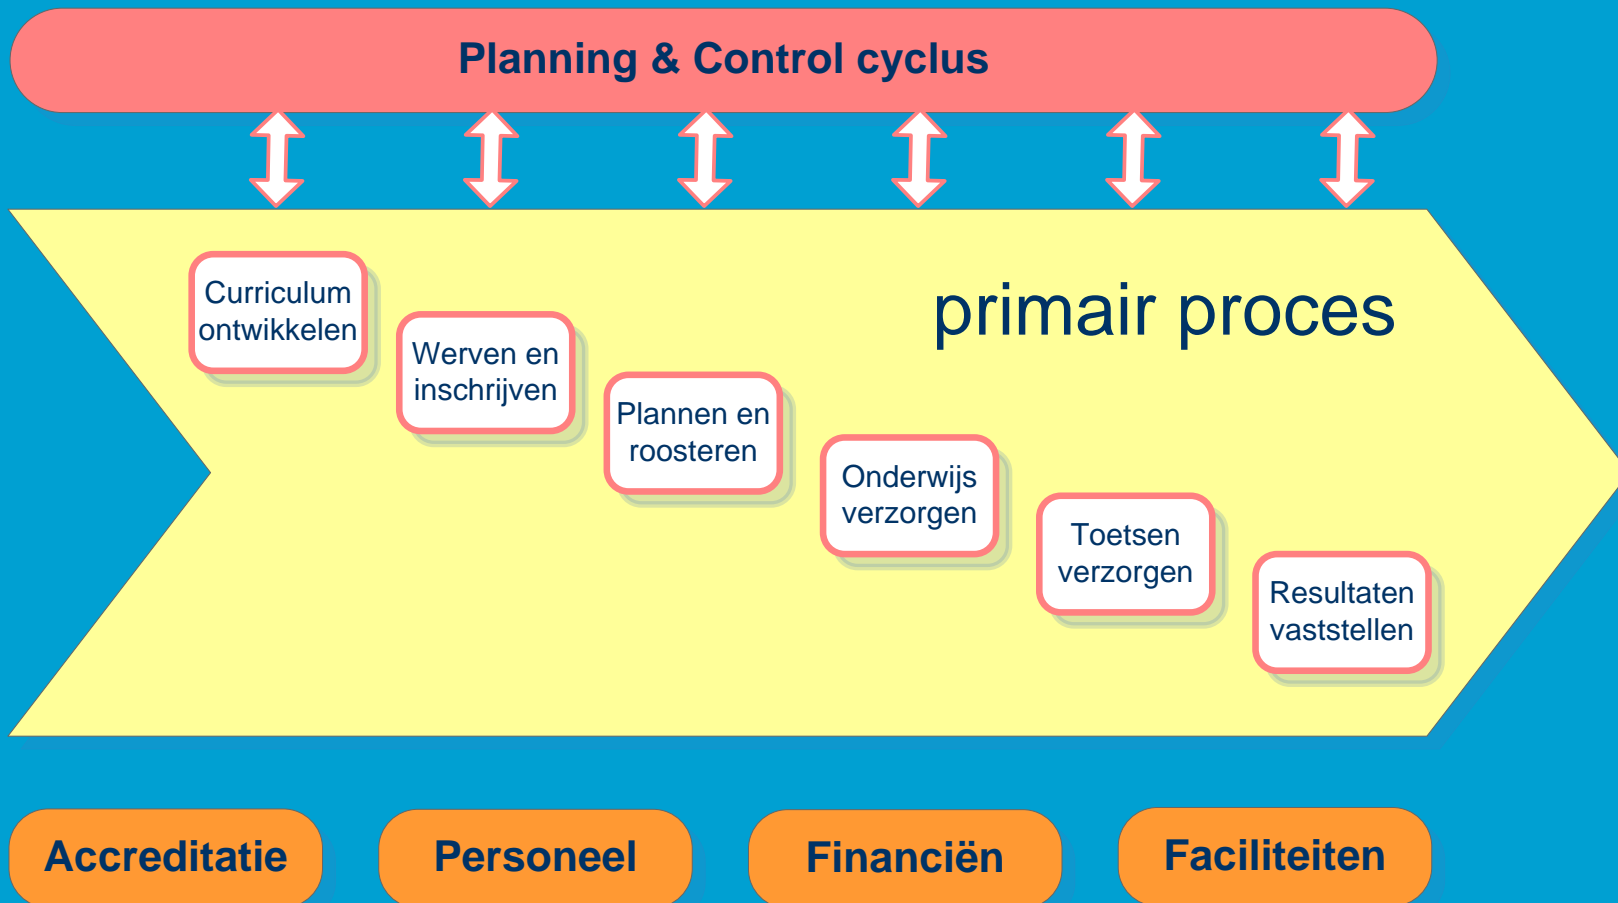 Planning & Control cyclus
primair proces
Curriculum
ontwikkelen
Werven en
inschrijven
Plannen en
roosteren
Onderwijs
verzorgen
Toetsen
verzorgen
Resultaten
vaststellen
Accreditatie
Personeel
Financiën
Faciliteiten